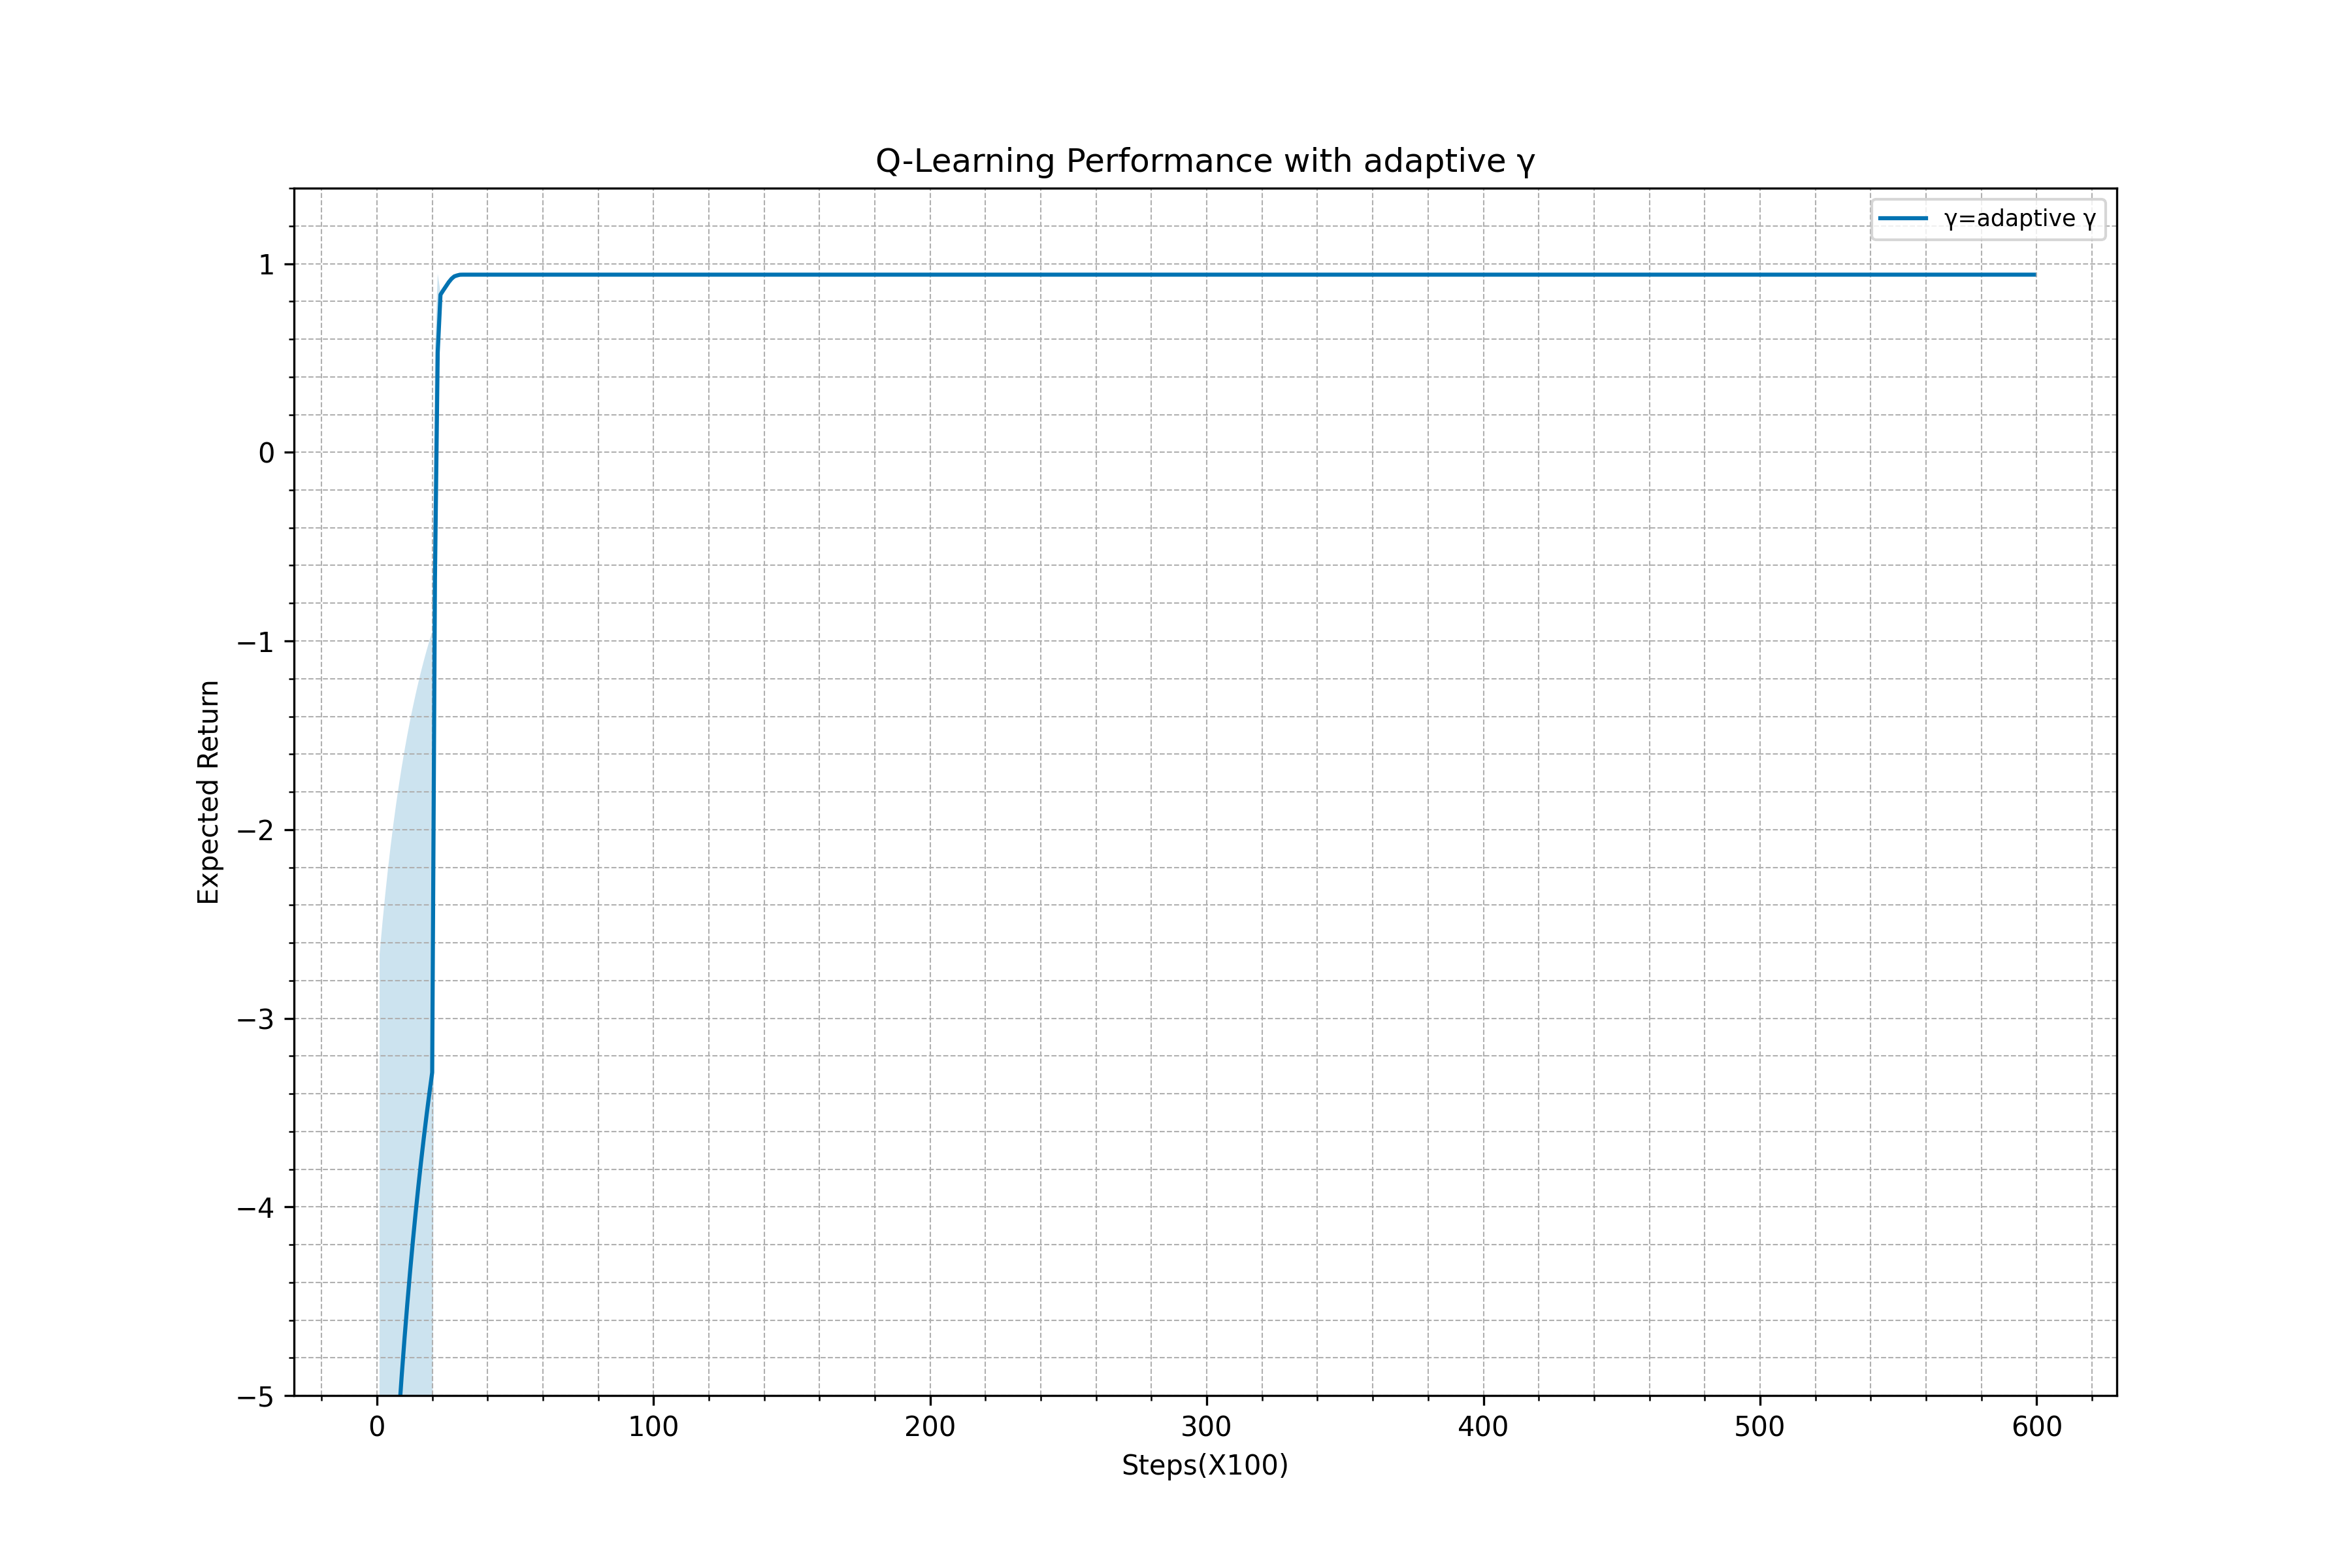 Q-Learning Performance with adaptive γ
γ=adaptive γ
1
0
−1
−2
−3
−4
−5
Expected Return
0 100 200 300 400 500 600
Steps(X100)